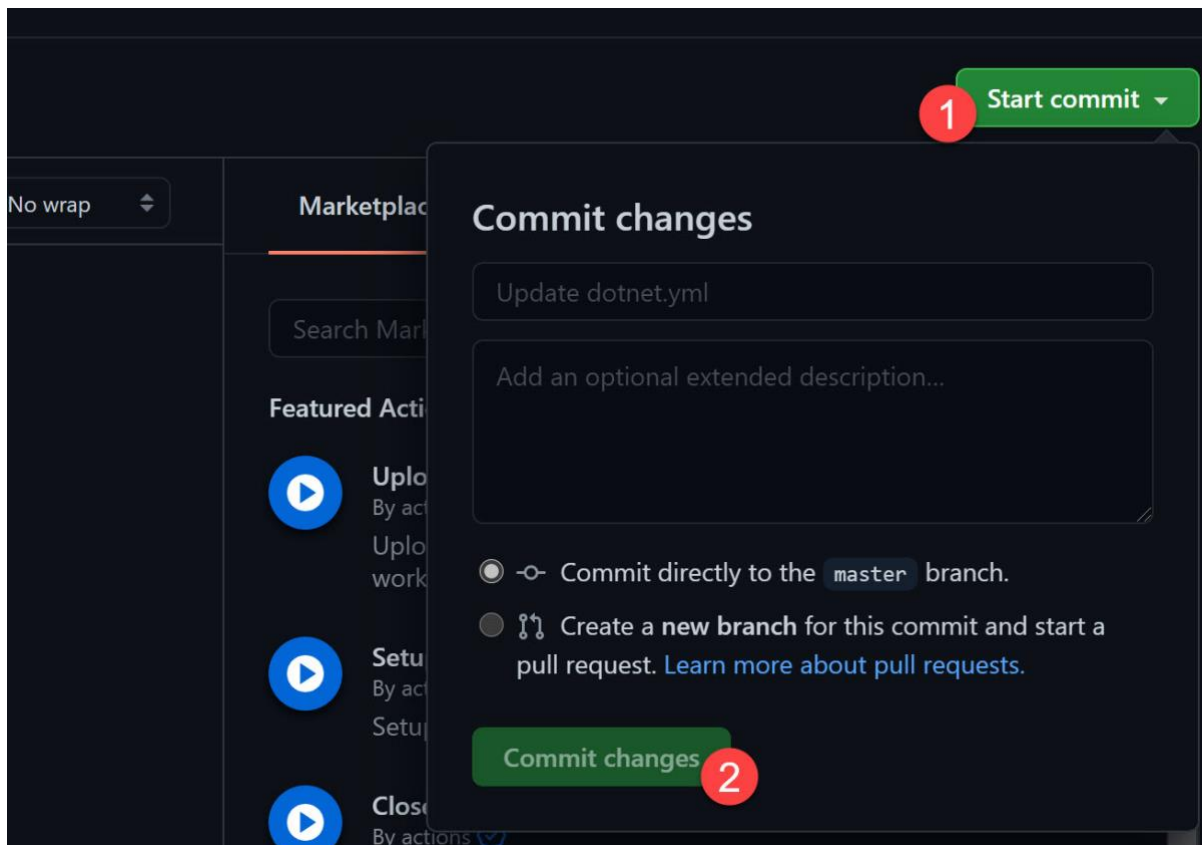 Start commit
1
No wrap
Marketplac
Commit changes
Update dotnet.yml
Search Mar
Add an optional extended description...
Featured Acti
Uplo
By act
Uplo
work
Commit directly to the master branch.
Create a new branch for this commit and start a
pull request. Learn more about pull requests.
Setu
By act
Setup
Commit changes
2
Close
By actions